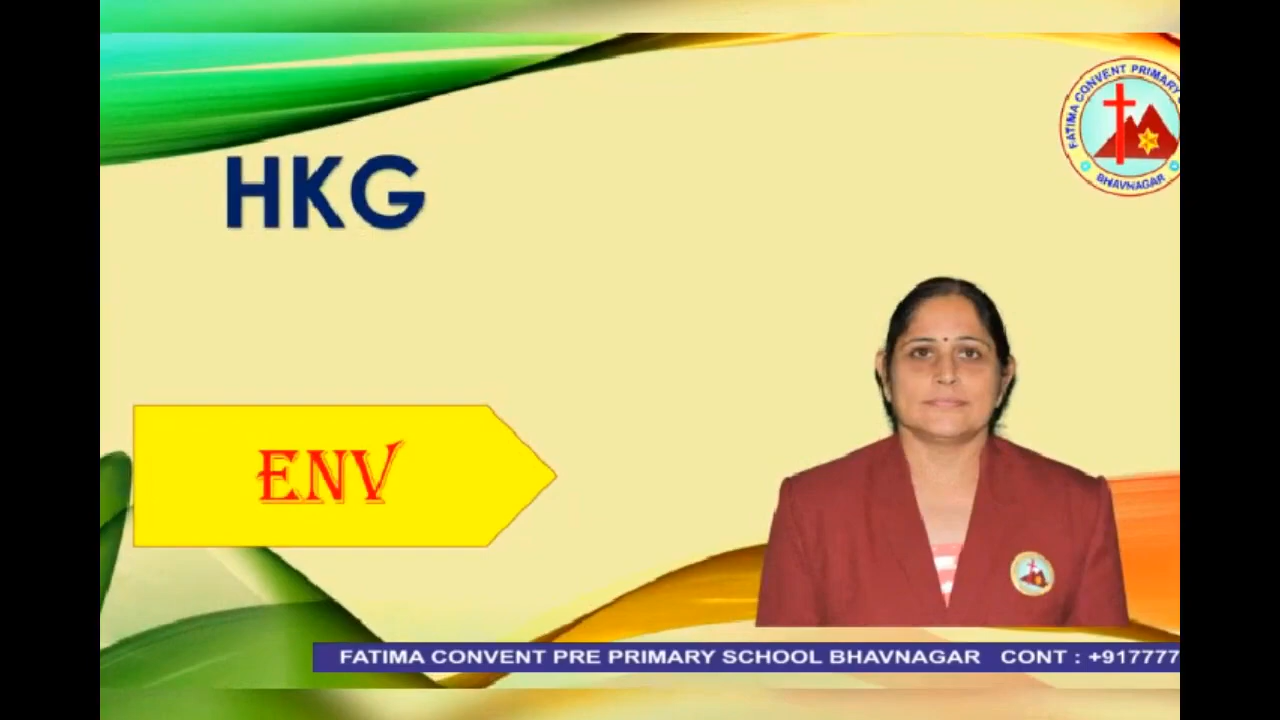 HKG
FATIMA CONVENT PRIMARY
BHAVNAGAR
ENV
FATIMA CONVENT PRE PRIMARY SCHOOL BHAVNAGAR CONT : +917777